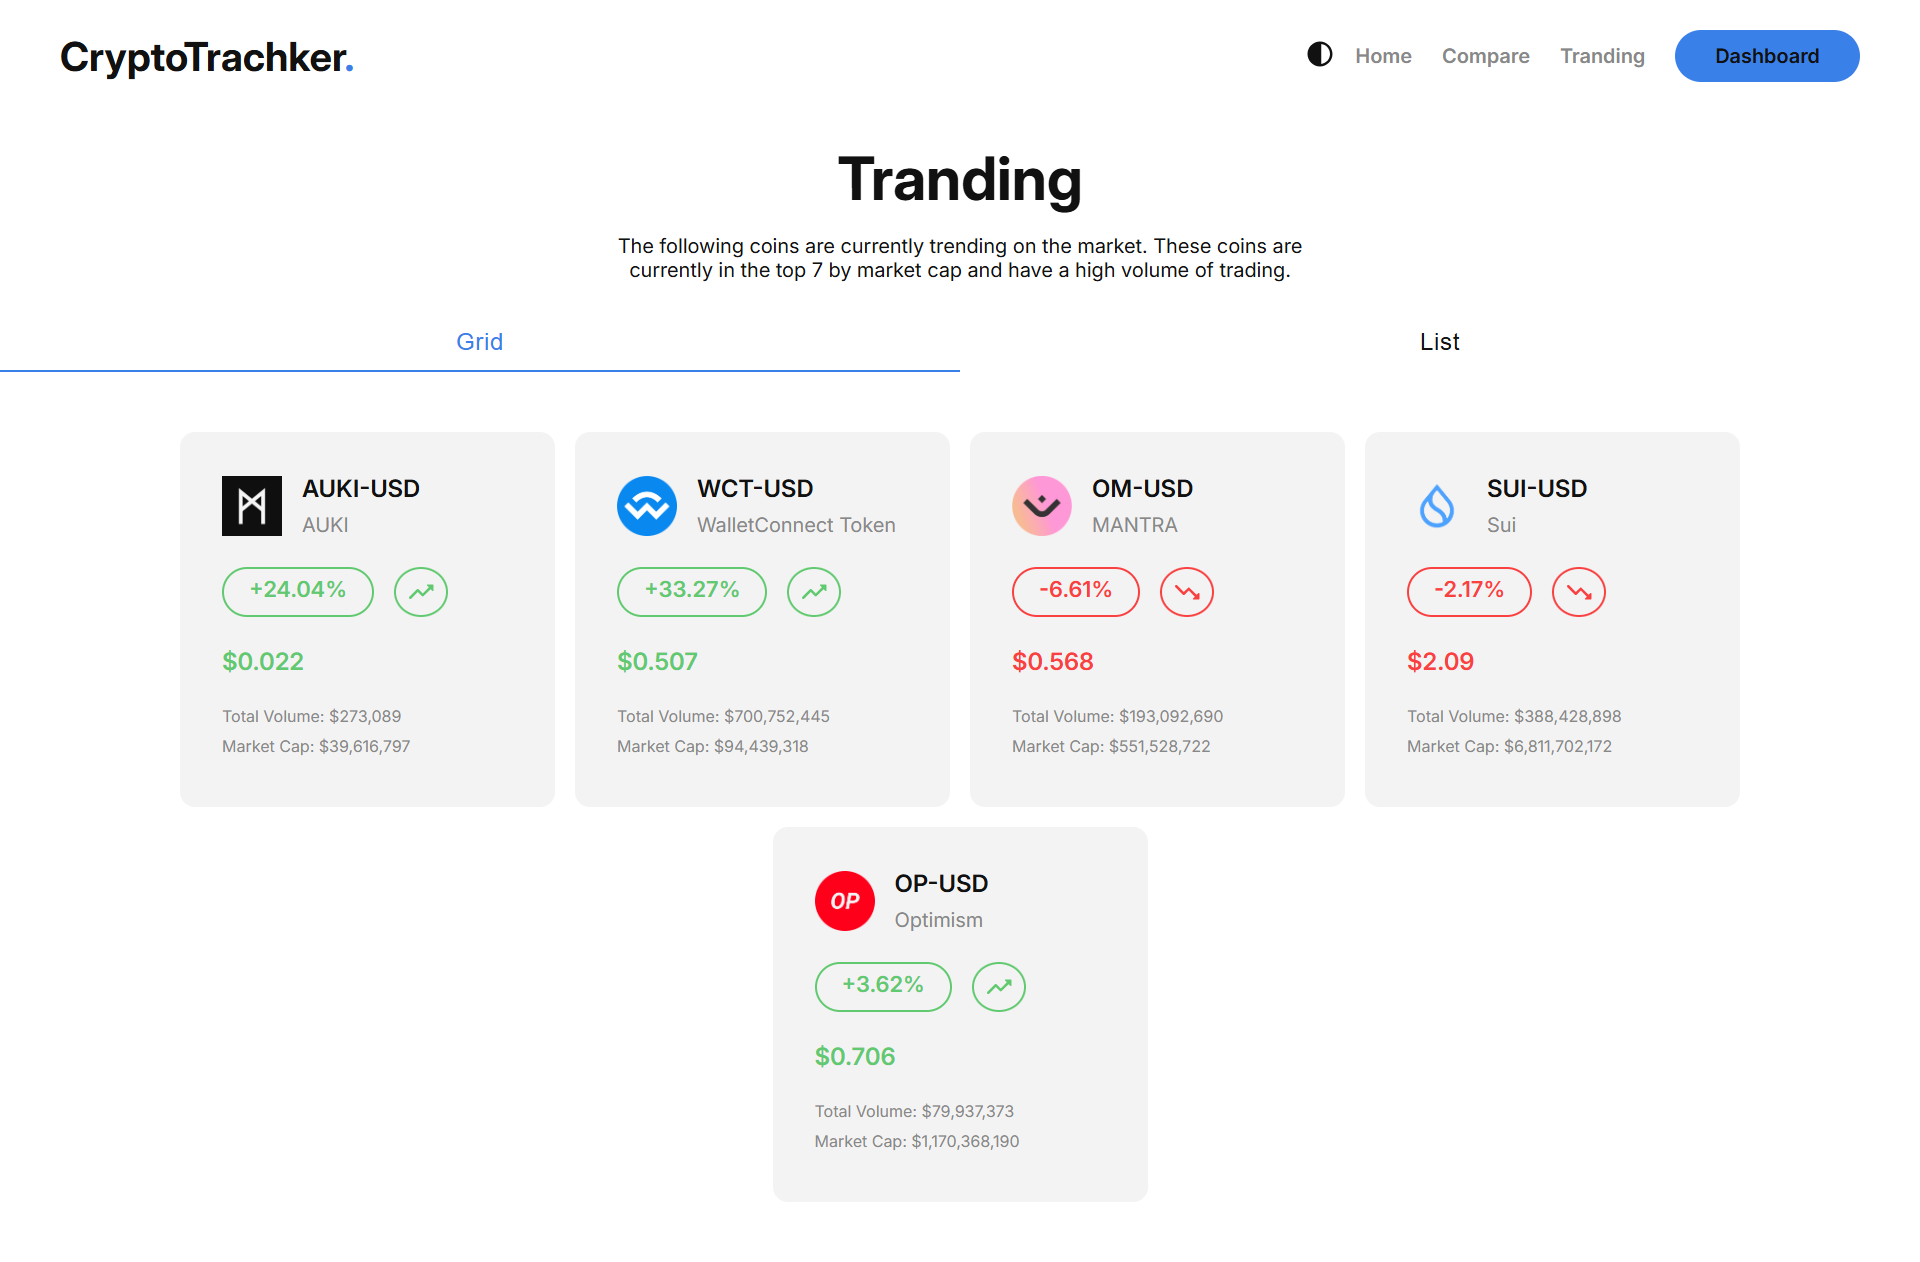 CryptoTrachker.
Home
Compare
Tranding
Dashboard
Tranding
The following coins are currently trending on the market. These coins are
currently in the top 7 by market cap and have a high volume of trading.
Grid
List
AUKI-USD
AUKI
+24.04%
$0.022
Total Volume: $273,089
Market Cap: $39,616,797
WCT-USD
WalletConnect Token
+33.27%
$0.507
Total Volume: $700,752,445
Market Cap: $94,439,318
OM-USD
MANTRA
-6.61%
$0.568
Total Volume: $193,092,690
Market Cap: $551,528,722
SUI-USD
Sui
-2.17%
$2.09
Total Volume: $388,428,898
Market Cap: $6,811,702,172
OP
OP-USD
Optimism
+3.62%
$0.706
Total Volume: $79,937,373
Market Cap: $1,170,368,190